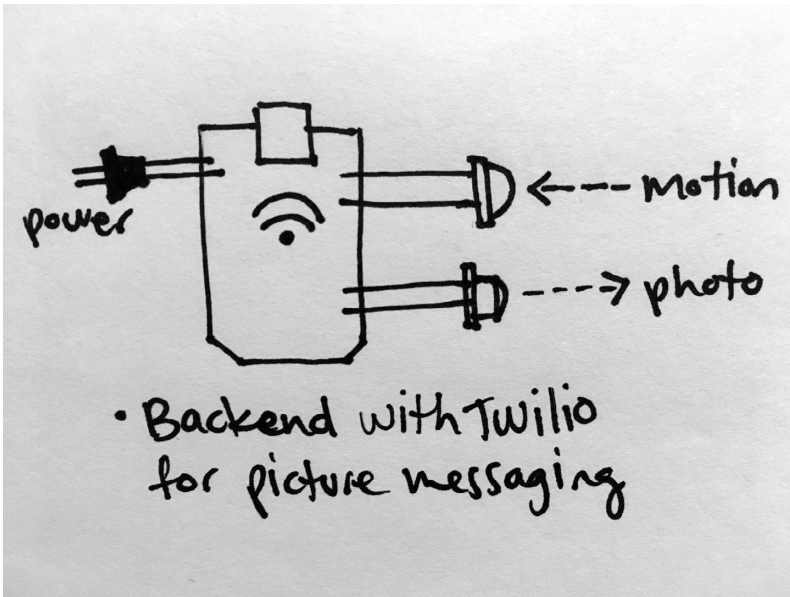 power
motion
photo
• Backend with Twilio
for picture messaging